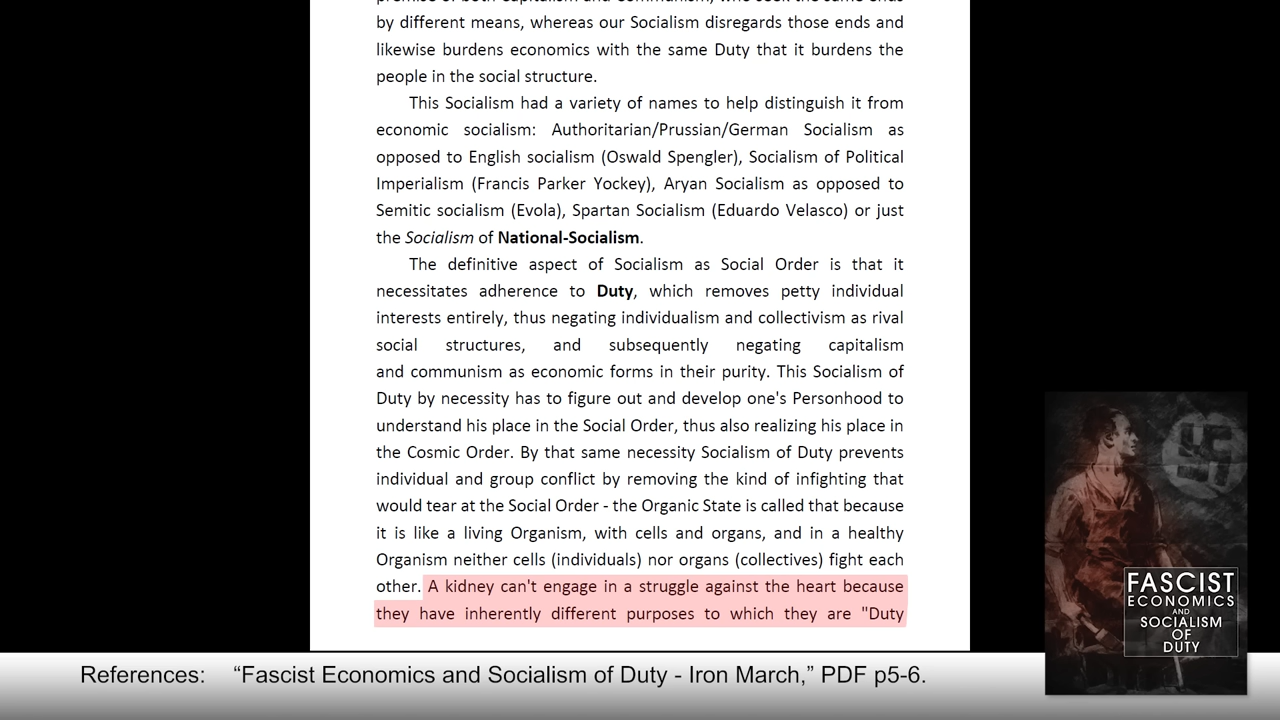 premise of both capitalism and Communism, who seek the same ends
by different means, whereas our Socialism disregards those ends and
likewise burdens economics with the same Duty that it burdens the
people in the social structure.
This Socialism had a variety of names to help distinguish it from
economic socialism: Authoritarian/Prussian/German Socialism as
opposed to English socialism (Oswald Spengler), Socialism of Political
Imperialism (Francis Parker Yockey), Aryan Socialism as opposed to
Semitic socialism (Evola), Spartan Socialism (Eduardo Velasco) or just
the Socialism of National-Socialism.
The definitive aspect of Socialism as Social Order is that it
necessitates adherence to Duty, which removes petty individual
interests entirely, thus negating individualism and collectivism as rival
social structures, and subsequently negating capitalism
and communism as economic forms in their purity. This Socialism of
Duty by necessity has to figure out and develop one's Personhood to
understand his place in the Social Order, thus also realizing his place in
the Cosmic Order. By that same necessity Socialism of Duty prevents
individual and group conflict by removing the kind of infighting that
would tear at the Social Order - the Organic State is called that because
it is like a living Organism, with cells and organs, and in a healthy
Organism neither cells (individuals) nor organs (collectives) fight each
other. A kidney can't engage in a struggle against the heart because
they have inherently different purposes to which they are "Duty
FASCIST
ECONOMICS
AND
SOCIALISM
OF
DUTY
References: “Fascist Economics and Socialism of Duty - Iron March,” PDF p5-6.